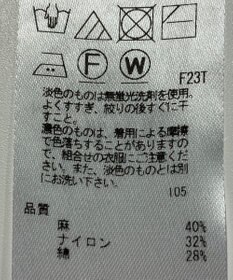 F W F23T
淡色のものは無蛍光洗剤を使用。
よくすすぎ、絞りの後すぐに干
すこと。
濃色のものは、着用による摩擦
で色落ちすることがありますの
で、組合せの衣服にご注意くだ
さい。また、淡色のものとは別
にお洗い下さい。
105
品質
麻 40%
ナイロン 32%
綿 28%